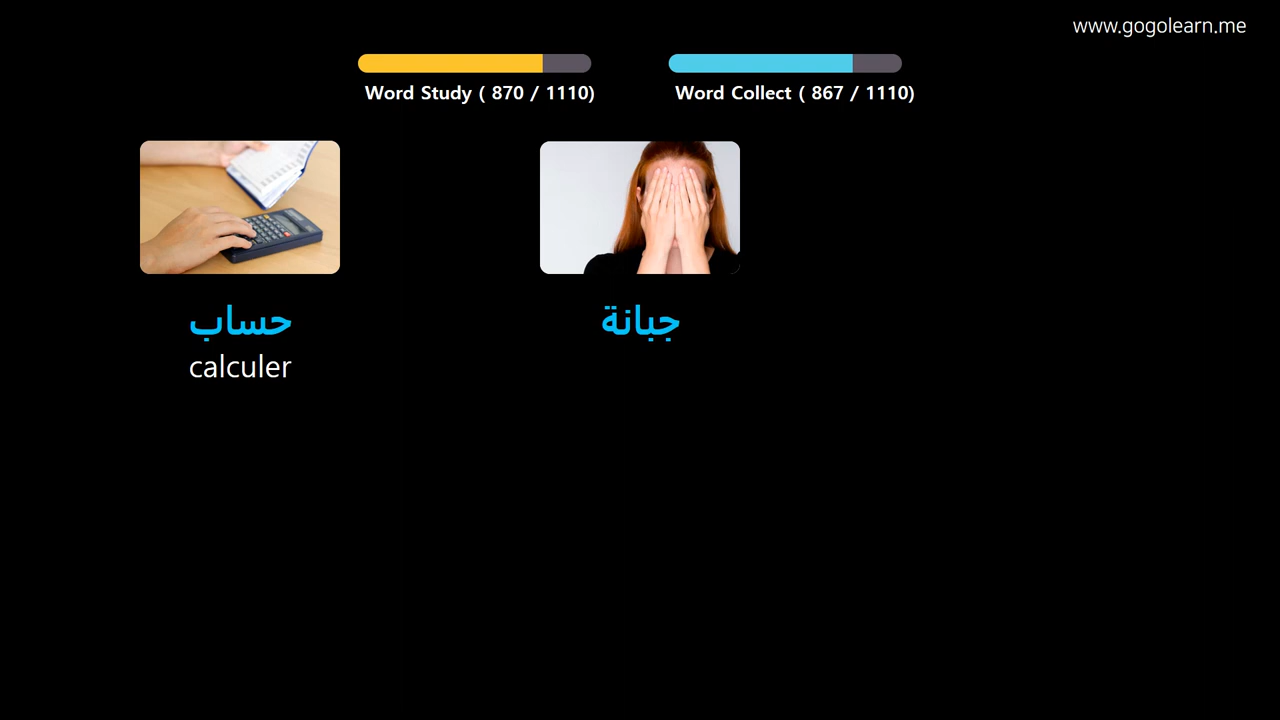 www.gogolearn.me
Word Study ( 870 / 1110)
Word Collect ( 867 / 1110)
حساب
calculer
جبانة